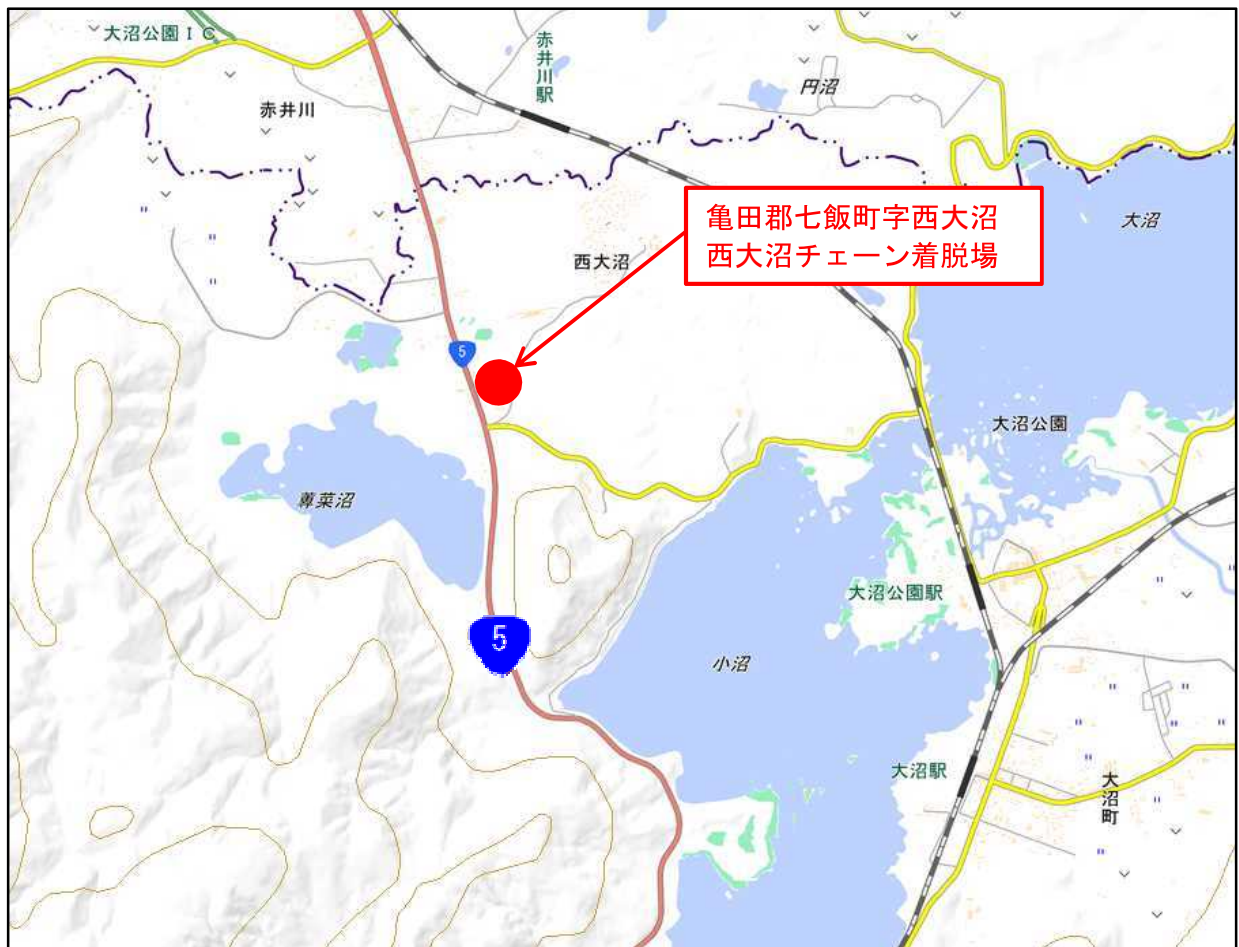 大沼公園IC
赤井川駅
赤井川
円沼
亀田郡七飯町字西大沼
西大沼チェーン着脱場
大沼
西大沼
5
大沼公園
蓴菜沼
大沼公園駅
5
小沼
大沼駅
大沼町